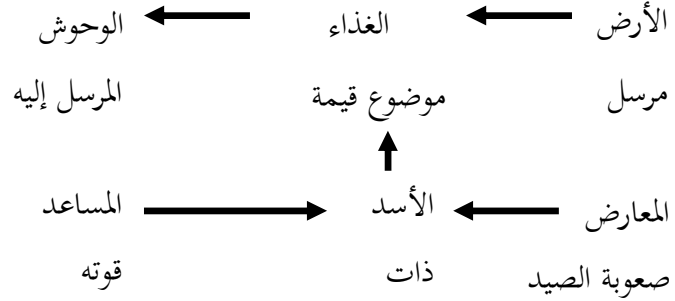 الأرض الغذاء الوحوش
مرسل موضوع قيمة المرسل إليه
المعارض الأسد المساعد
صعوبة الصيد ذات قوته